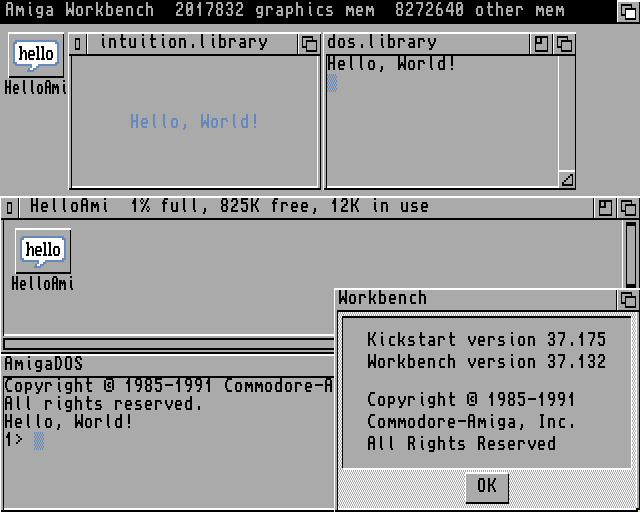 Amiga Workbench 2017832 graphics mem 8272640 other mem
hello
HelloAmi
intuition.library
Hello, World!
dos.library
Hello, World!
HelloAmi 1% full, 825K free, 12K in use
hello
HelloAmi
AmigaDOS
Copyright © 1985-1991 Commodore-A
All rights reserved.
Hello, World!
1>
Workbench
Kickstart version 37.175
Workbench version 37.132
Copyright © 1985-1991
Commodore-Amiga, Inc.
All Rights Reserved
OK